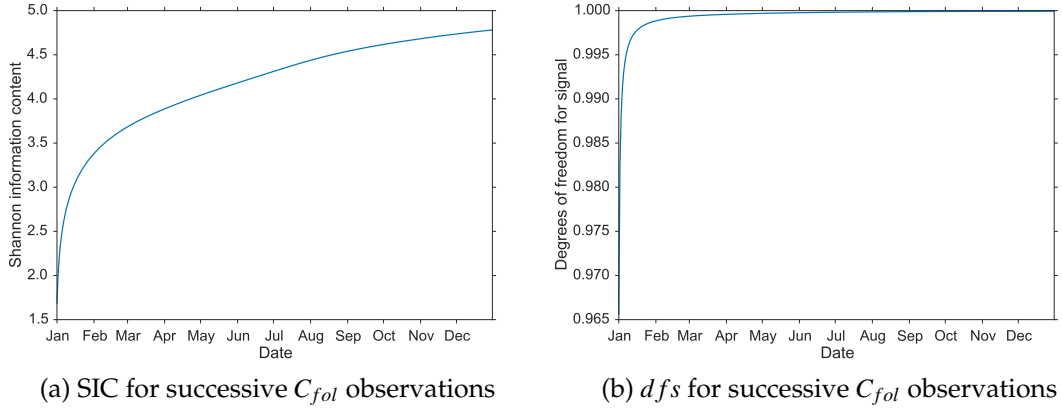 5.0
4.5
4.0
3.5
3.0
2.5
2.0
1.5
Shannon information content
Jan Feb Mar Apr May Jun Jul Aug Sep Oct Nov Dec
Date
(a) SIC for successive C_fol observations
1.000
0.995
0.990
0.985
0.980
0.975
0.970
0.965
Degrees of freedom for signal
Jan Feb Mar Apr May Jun Jul Aug Sep Oct Nov Dec
Date
(b) dfs for successive C_fol observations